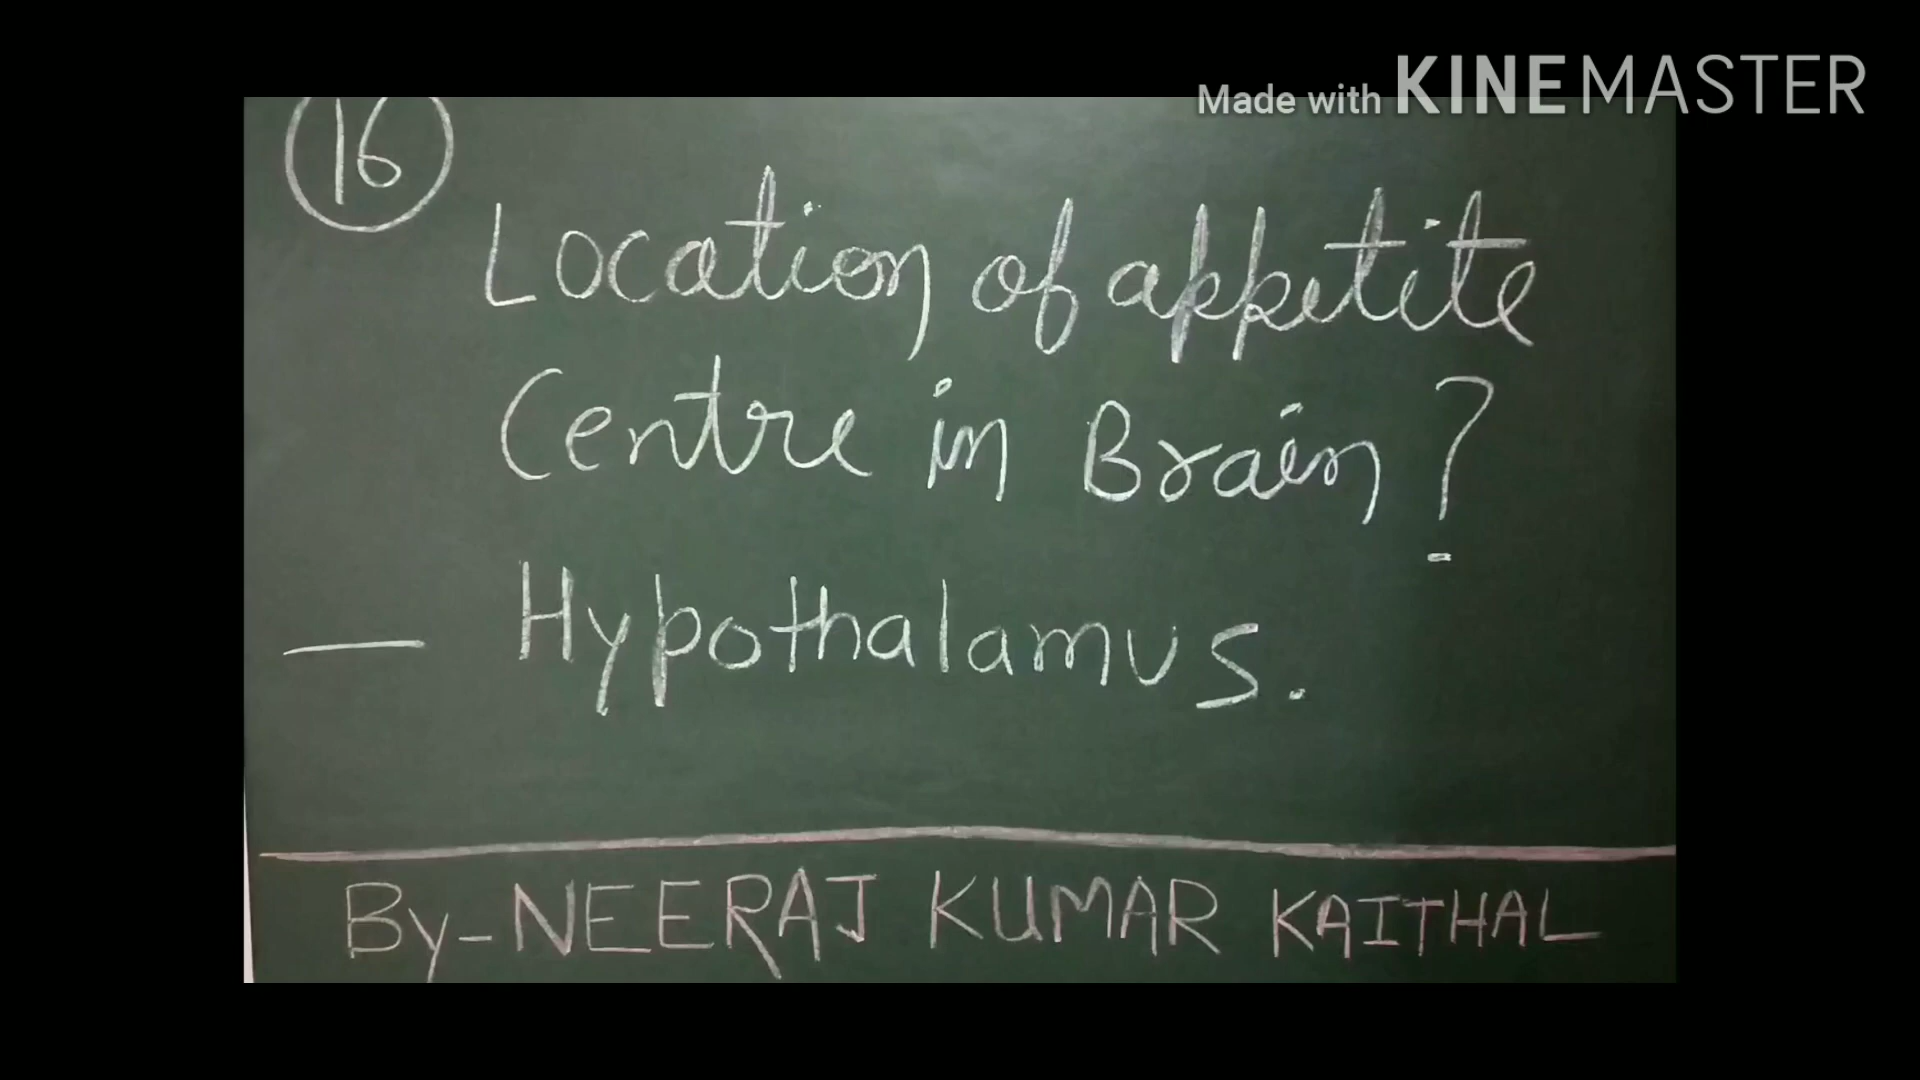 Made with KINEMASTER
16
Location of appetite
Centre in Brain?
— Hypothalamus.
By-NEERAJ KUMAR KAITHAL